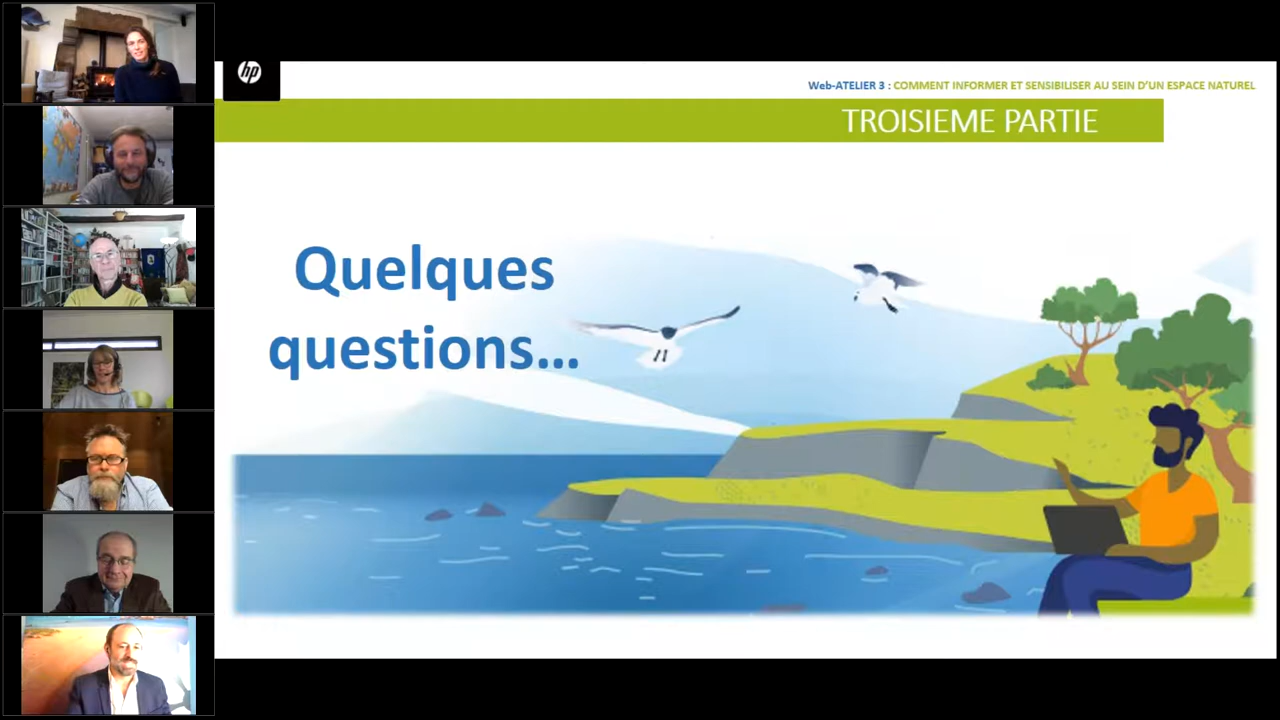 hp
Web-ATELIER 3 : COMMENT INFORMER ET SENSIBILISER AU SEIN D'UN ESPACE NATUREL
TROISIEME PARTIE
Quelques
questions...